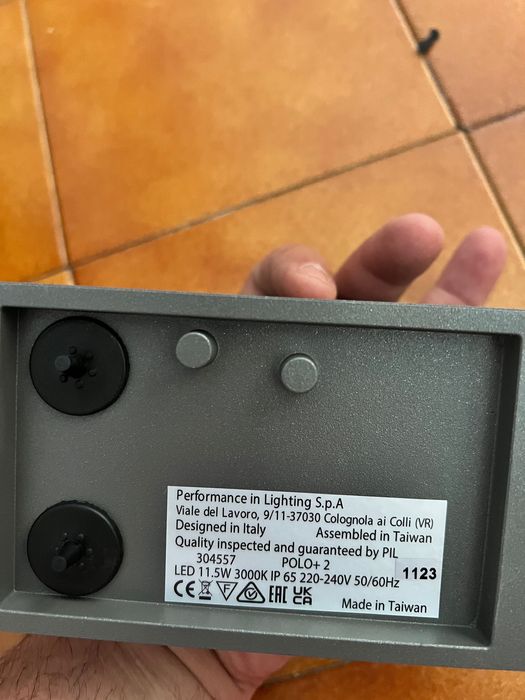 Performance in Lighting S.p.A
Viale del Lavoro, 9/11-37030 Colognola ai Colli (VR)
Designed in Italy Assembled in Taiwan
Quality inspected and guaranteed by PIL
304557 POLO+ 2
LED 11.5W 3000K IP 65 220-240V 50/60Hz 1123
CE F EAC UK CA
Made in Taiwan